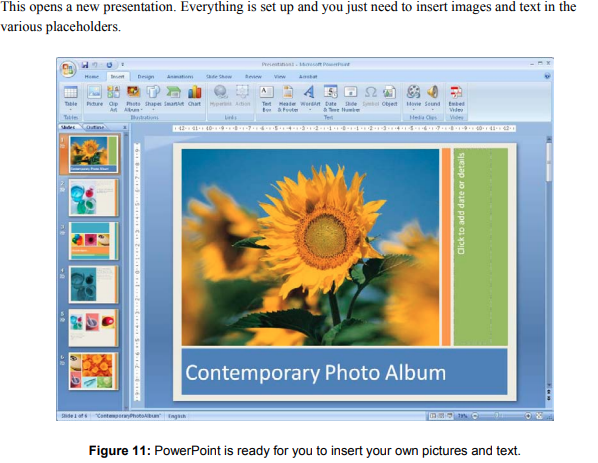 This opens a new presentation. Everything is set up and you just need to insert images and text in the
various placeholders.
Presentation1 - Microsoft PowerPoint
Home Insert Design Animations Slide Show Review View Acrobat
Table Picture Clip Art Photo Album Shapes SmartArt Chart Hyperlink Action Text Box Header & Footer WordArt Date & Time Slide Number Symbol Object Movie Sound Embed Video
Tables Illustrations Links Text Media Clips Video
Slides Outline
Click to add date or details
Contemporary Photo Album
Slide 1 of 6 "ContemporaryPhotoAlbum" English
Figure 11: PowerPoint is ready for you to insert your own pictures and text.